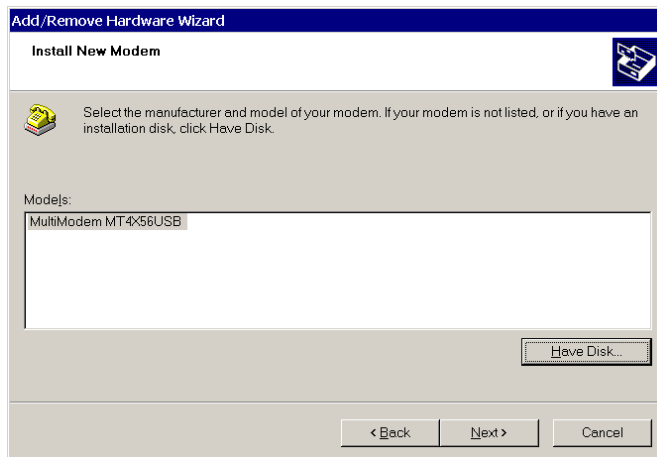 Add/Remove Hardware Wizard
Install New Modem
Select the manufacturer and model of your modem. If your modem is not listed, or if you have an
installation disk, click Have Disk.
Models:
MultiModem MT4X56USB
Have Disk...
< Back
Next >
Cancel